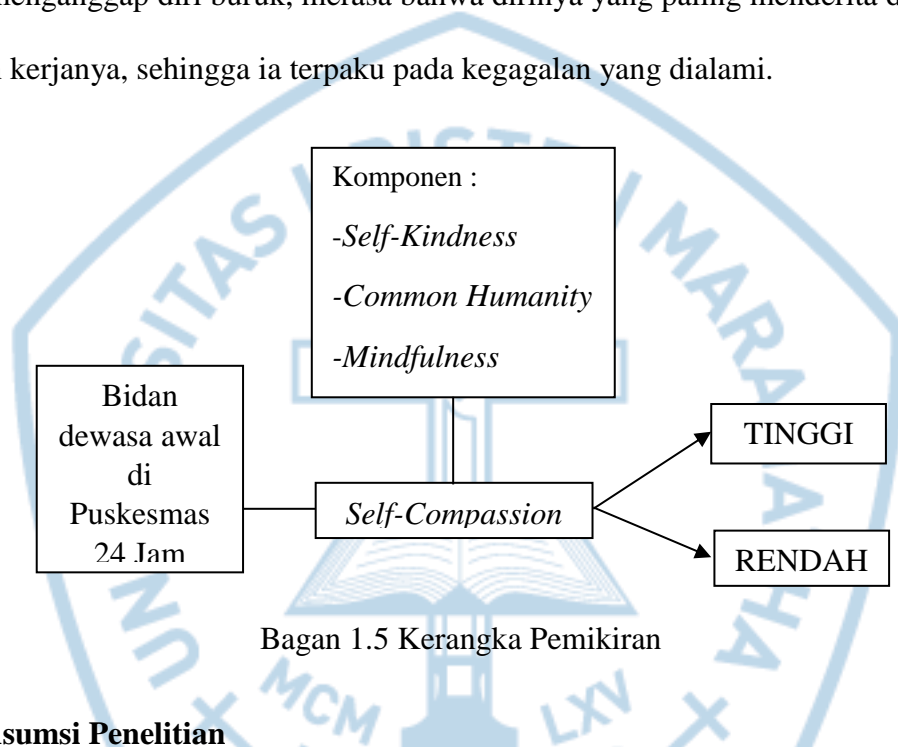 menganggap diri buruk, merasa bahwa dirinya yang paling menderita
kerjanya, sehingga ia terpaku pada kegagalan yang dialami.
Komponen :
-Self-Kindness
-Common Humanity
-Mindfulness
Bidan
dewasa awal
di
Puskesmas
24 Jam
Self-Compassion
TINGGI
RENDAH
Bagan 1.5 Kerangka Pemikiran
Penelitian
MCM
LXV